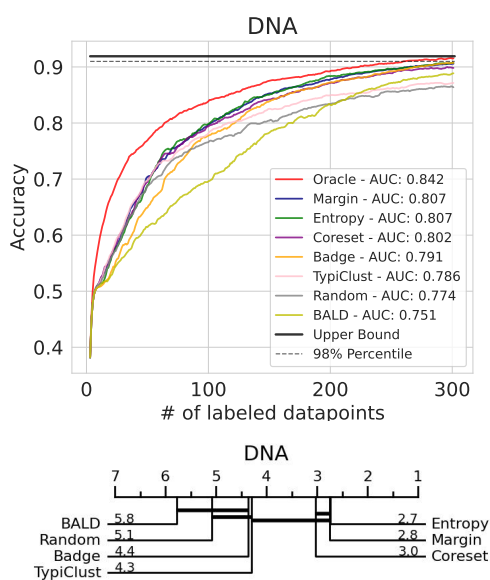 DNA
Accuracy
0.9
0.8
0.7
0.6
0.5
0.4
Oracle - AUC: 0.842
Margin - AUC: 0.807
Entropy - AUC: 0.807
Coreset - AUC: 0.802
Badge - AUC: 0.791
TypiClust - AUC: 0.786
Random - AUC: 0.774
BALD - AUC: 0.751
Upper Bound
98% Percentile
0 100 200 300
# of labeled datapoints
DNA
7 6 5 4 3 2 1
BALD 5.8 2.7 Entropy
Random 5.1 2.8 Margin
Badge 4.4 3.0 Coreset
TypiClust 4.3